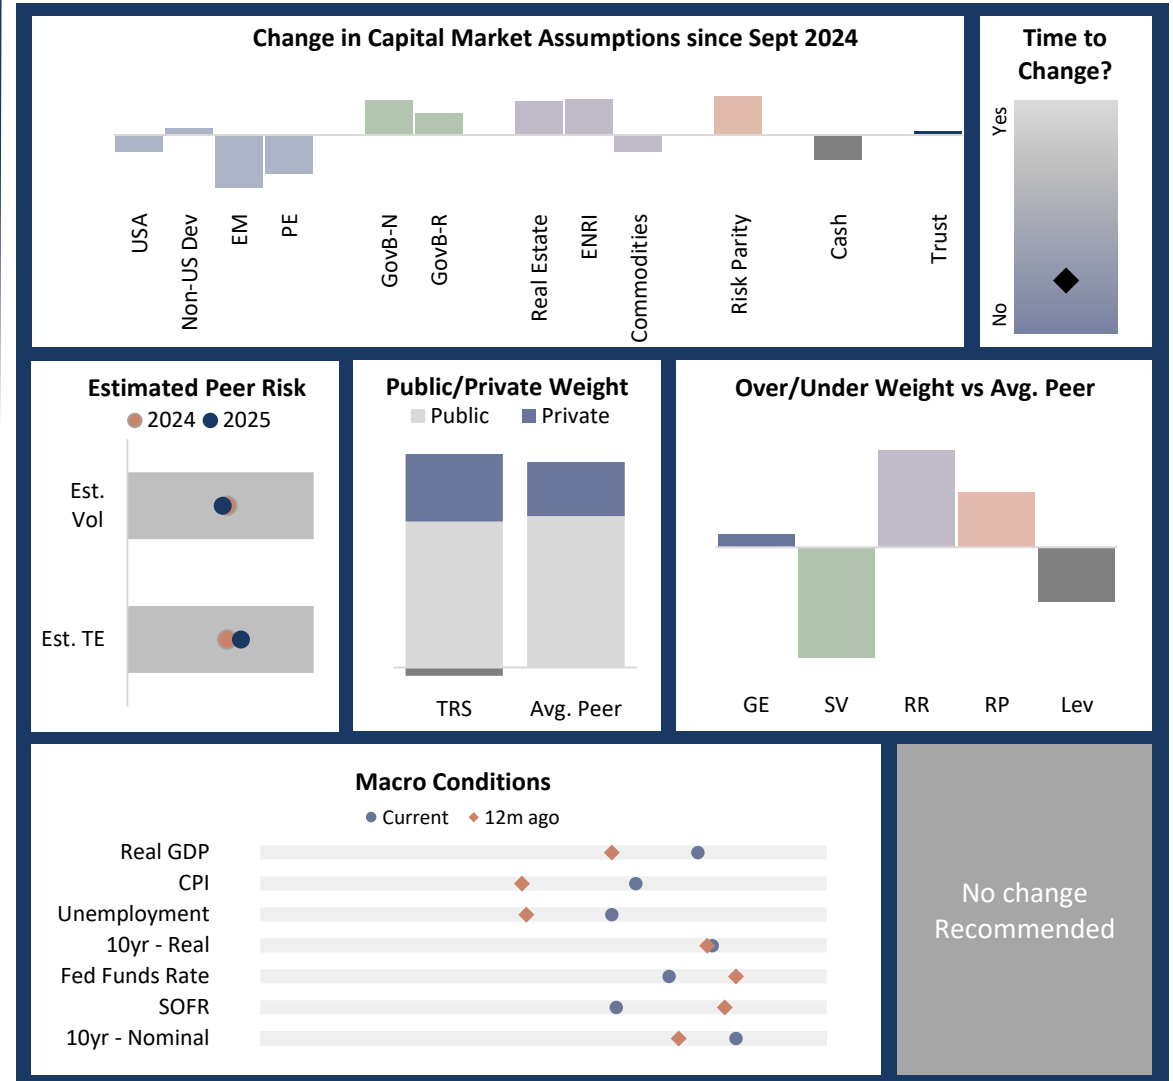 Change in Capital Market Assumptions since Sept 2024
USA
Non-US Dev
EM
PE
GovB-N
GovB-R
Real Estate
ENRI
Commodities
Risk Parity
Cash
Trust
Time to
Change?
Yes
No
Estimated Peer Risk
2024 2025
Est.
Vol
Est. TE
Public/Private Weight
Public Private
TRS Avg. Peer
Over/Under Weight vs Avg. Peer
GE SV RR RP Lev
Macro Conditions
Current 12m ago
Real GDP
CPI
Unemployment
10yr - Real
Fed Funds Rate
SOFR
10yr - Nominal
No change
Recommended